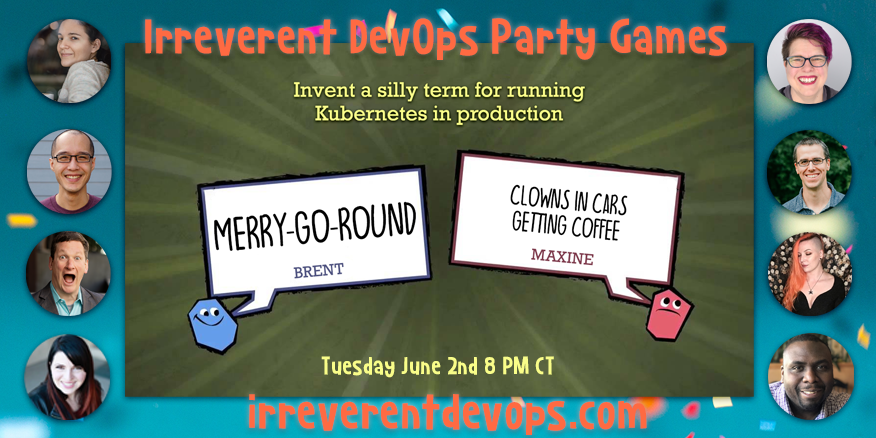 Irreverent DevOps Party Games
Invent a silly term for running
Kubernetes in production
MERRY-GO-ROUND
BRENT
CLOWNS IN CARS
GETTING COFFEE
MAXINE
Tuesday June 2nd 8 PM CT
irreverentdevops.com